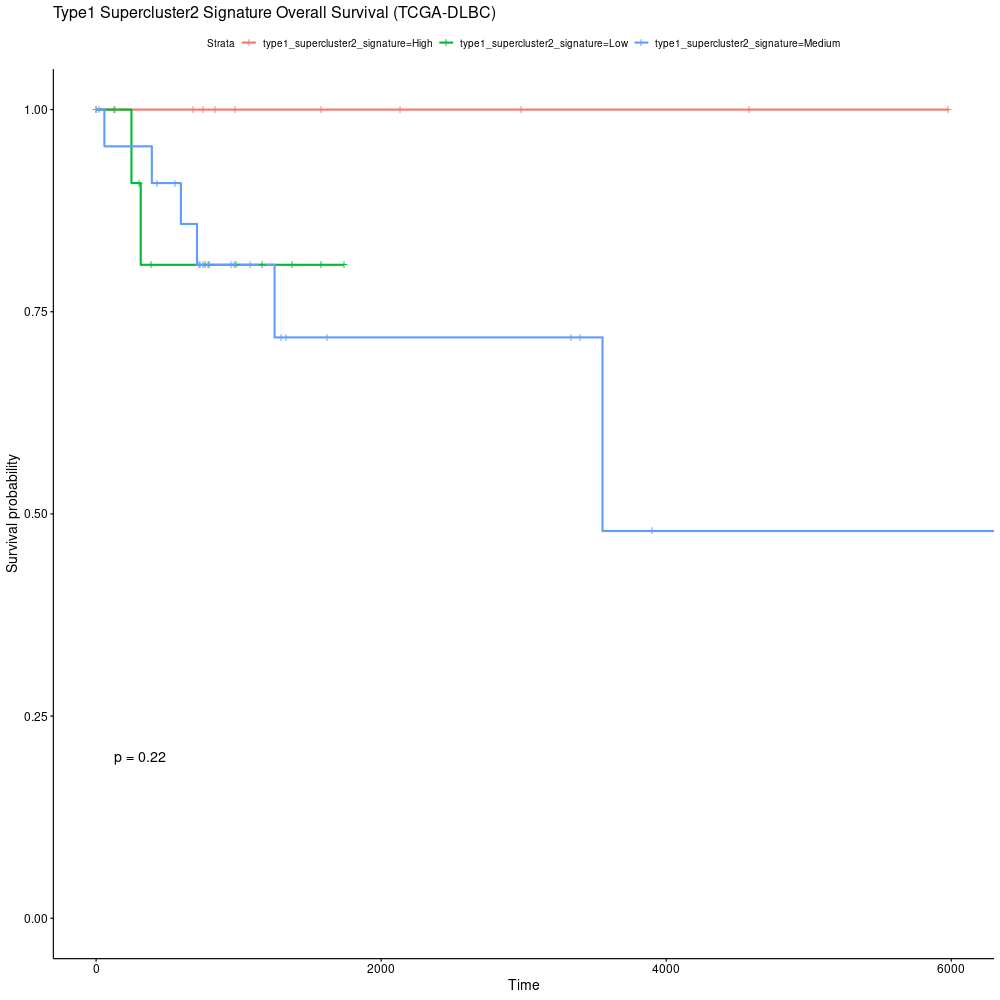 Type1 Supercluster2 Signature Overall Survival (TCGA-DLBC)
Strata type1_supercluster2_signature=High type1_supercluster2_signature=Low type1_supercluster2_signature=Medium
1.00
0.75
0.50
0.25
0.00
Survival probability
p = 0.22
0 2000 4000 6000
Time